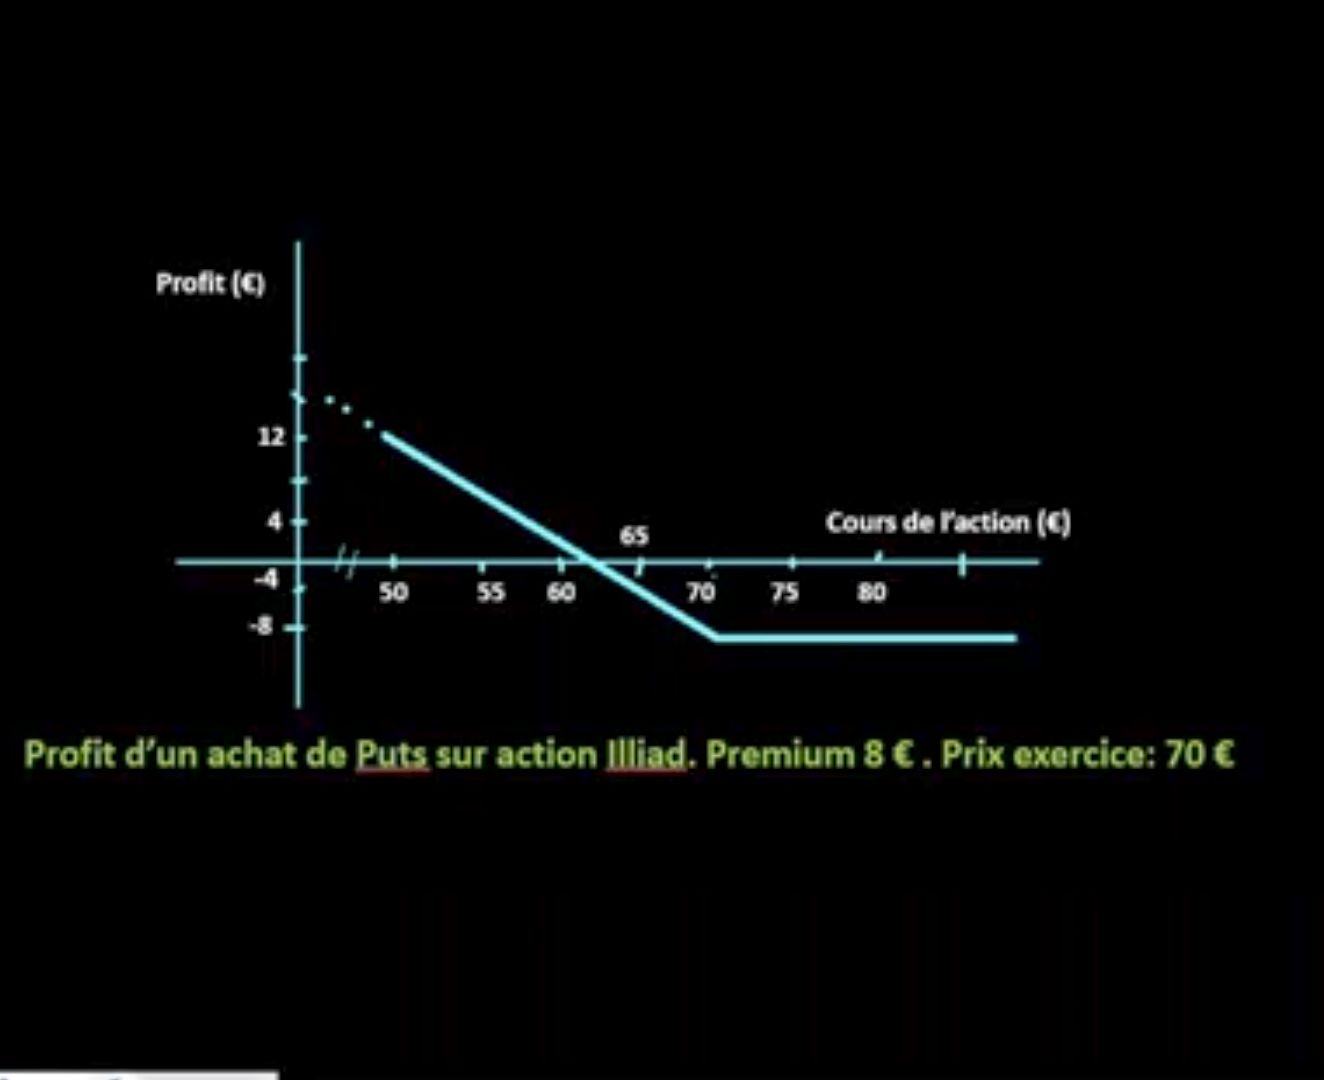 Profit (€)
12
4
-4
-8
65
Cours de l'action (€)
50 55 60 70 75 80
Profit d'un achat de Puts sur action Illiad. Premium 8 € . Prix exercice: 70 €